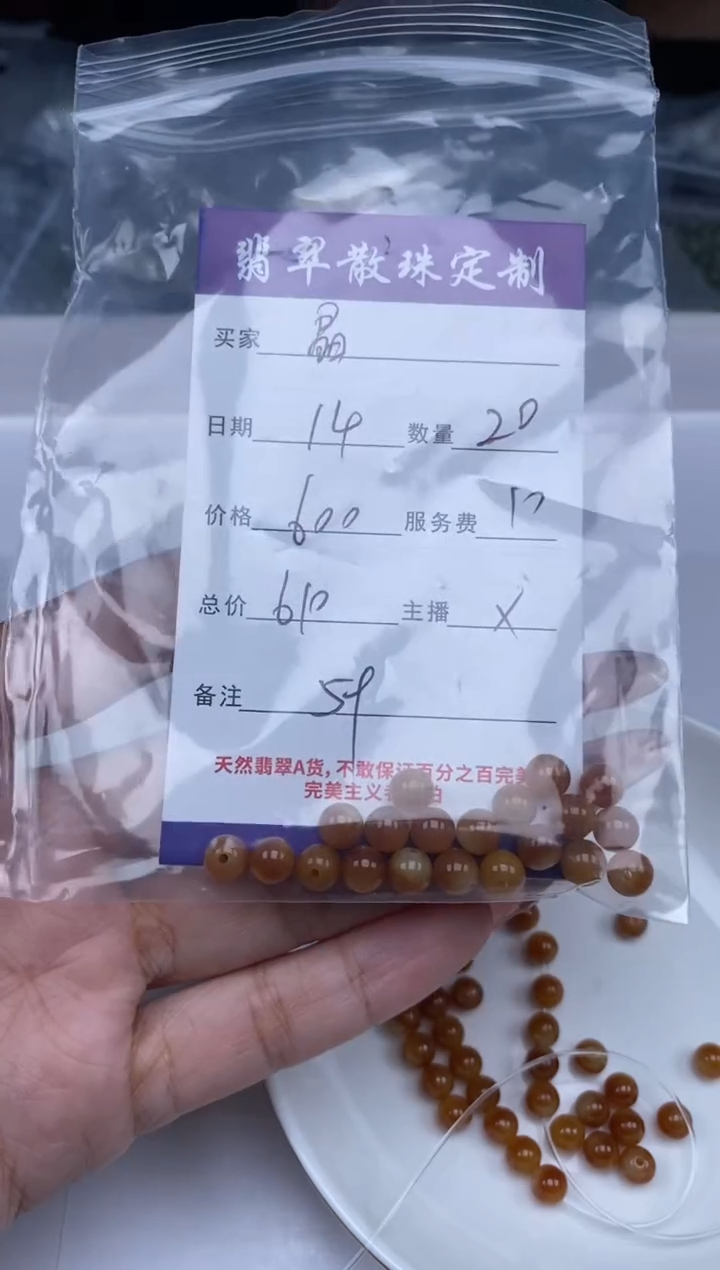 翡翠散珠定制
买家 晶
日期 14 数量 20
价格 600 服务费 10
总价 610 主播 X
备注
天然翡翠A货,不敢保证百分之百完美
完美主义